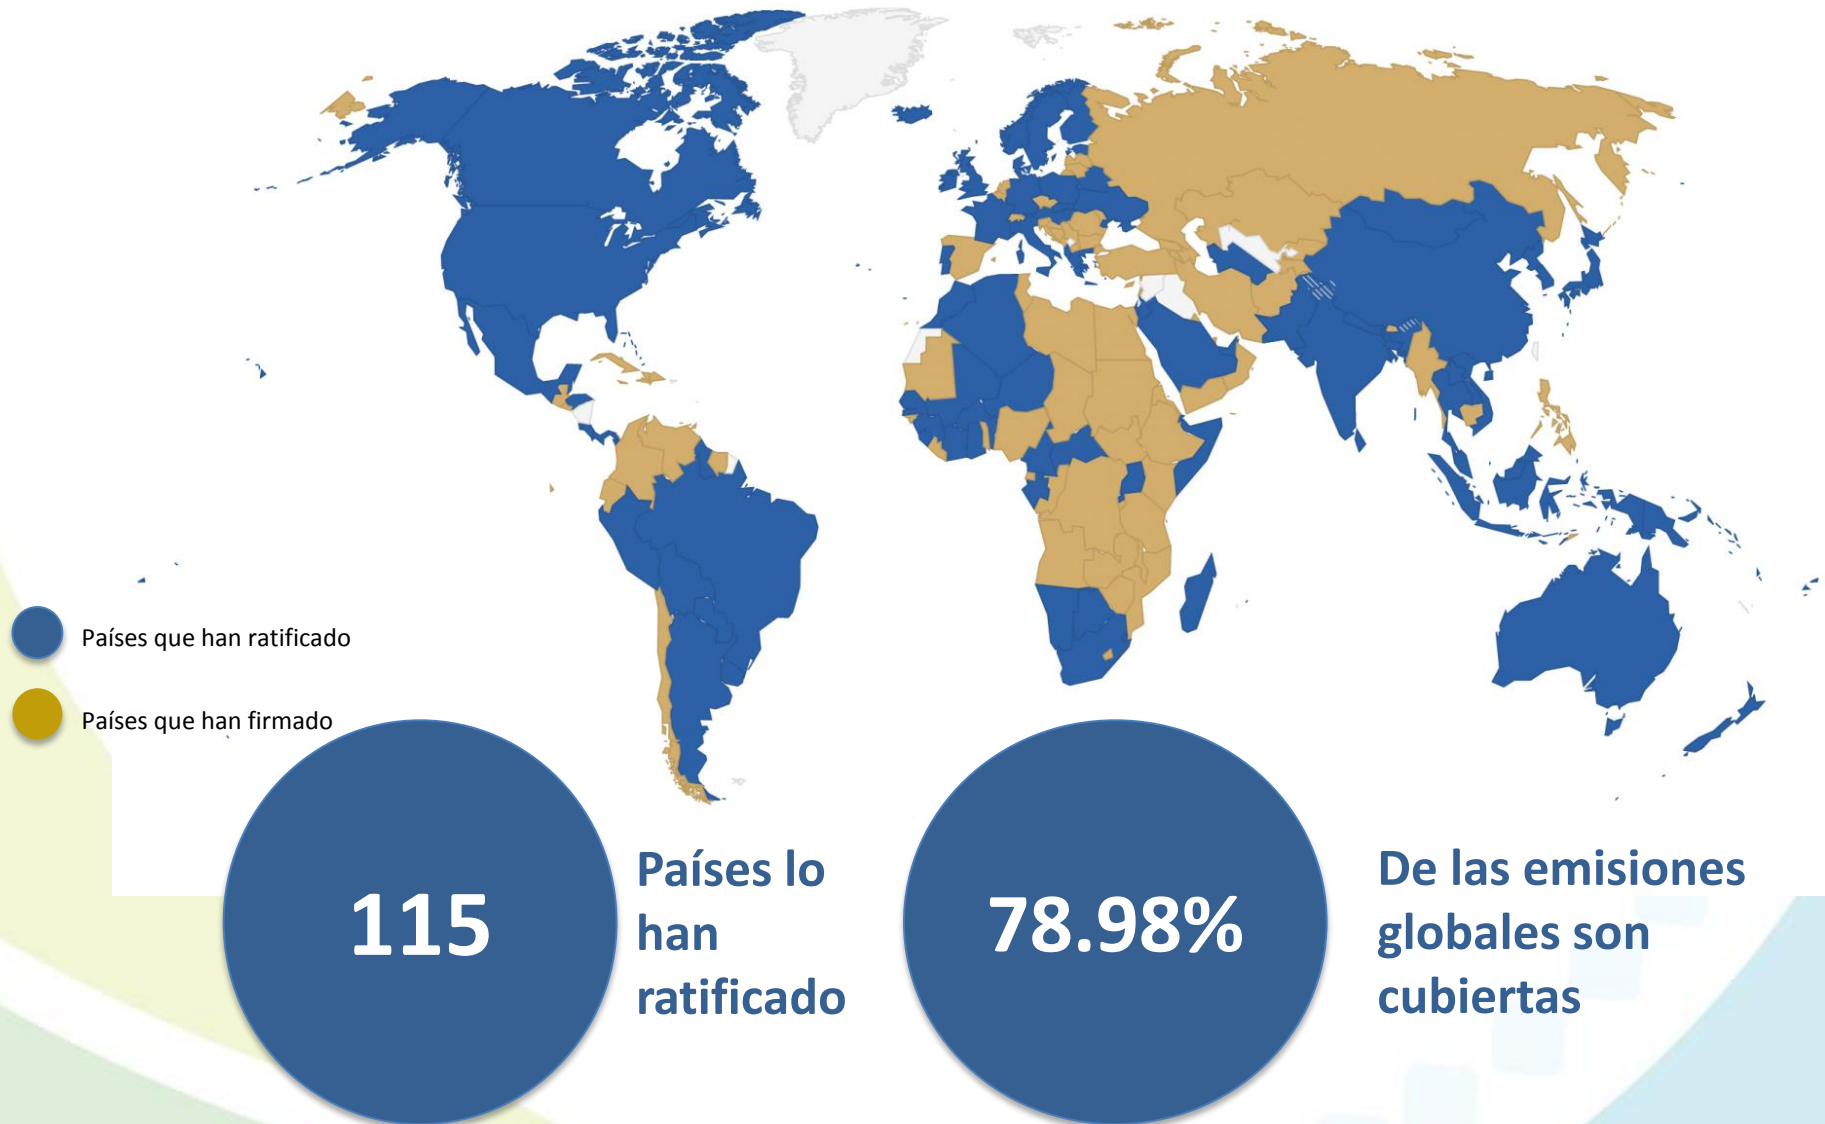 Países que han ratificado
Países que han firmado
115
Países lo
han
ratificado
78.98%
De las emisiones
globales son
cubiertas